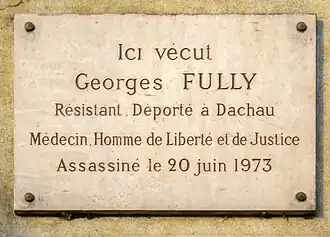 Ici vécut
Georges FULLY
Résistant, Déporté à Dachau
Médecin, Homme de Liberté et de Justice
Assassiné le 20 juin 1973